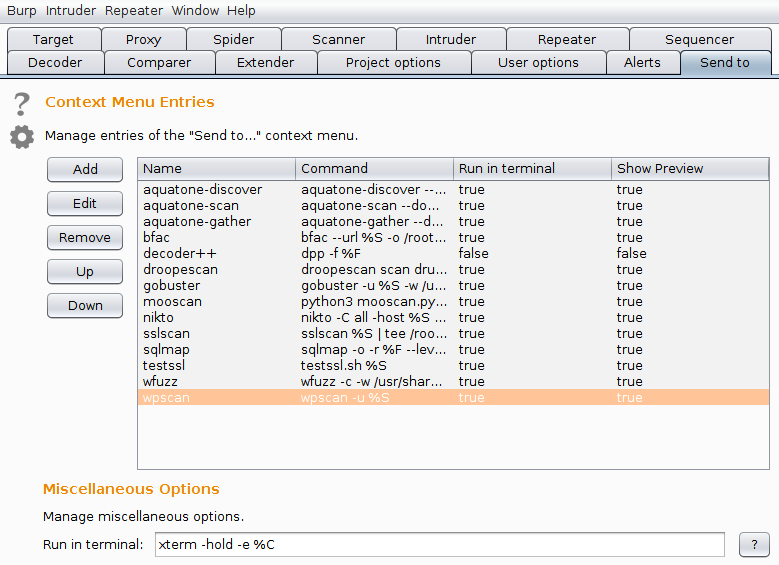 Burp Intruder Repeater Window Help
Target Proxy Spider Scanner Intruder Repeater Sequencer
Decoder Comparer Extender Project options User options Alerts Send to
? Context Menu Entries
Manage entries of the "Send to..." context menu.
Add
Edit
Remove
Up
Down
Name Command Run in terminal Show Preview
aquatone-discover aquatone-discover --... true true
aquatone-scan aquatone-scan --do... true true
aquatone-gather aquatone-gather --d... true true
bfac bfac --url %S -o /root... true true
decoder++ dpp -f %F false false
droopescan droopescan scan dru... true true
gobuster gobuster -u %S -w /u... true true
mooscan python3 mooscan.py... true true
nikto nikto -C all -host %S ... true true
sslscan sslscan %S | tee /roo... true true
sqlmap sqlmap -o -r %F --lev... true true
testssl testssl.sh %S true true
wfuzz wfuzz -c -w /usr/shar... true true
wpscan wpscan -u %S true true
Miscellaneous Options
Manage miscellaneous options.
Run in terminal: xterm -hold -e %C ?